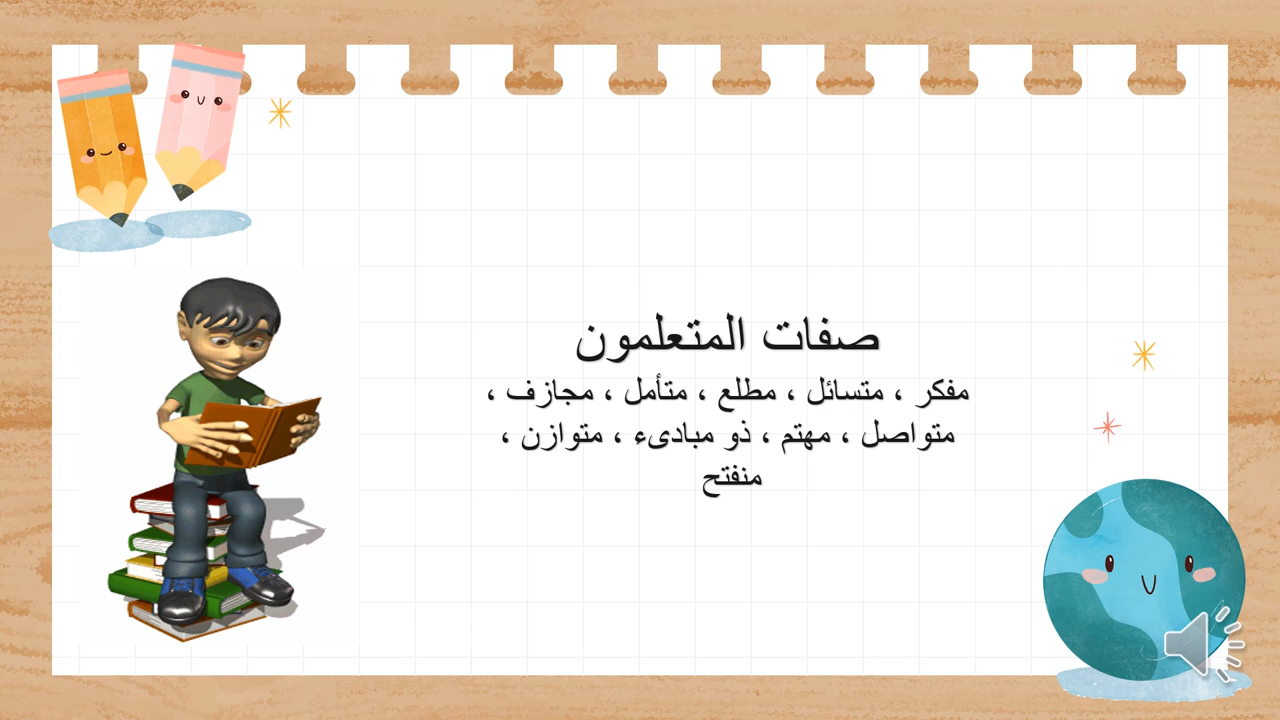 صفات المتعلمون
مفكر ، متسائل ، مطلع ، متأمل ، مجازف ،
متواصل ، مهتم ، ذو مبادىء ، متوازن ،
منفتح